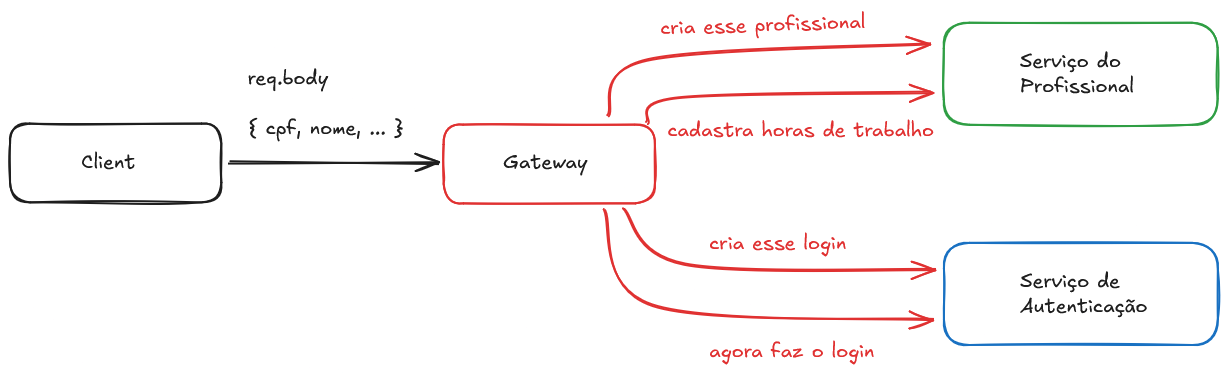 cria esse profissional
Serviço do
Profissional
req.body
{ cpf, nome, ... }
cadastra horas de trabalho
Client
Gateway
cria esse login
Serviço de
Autenticação
agora faz o login